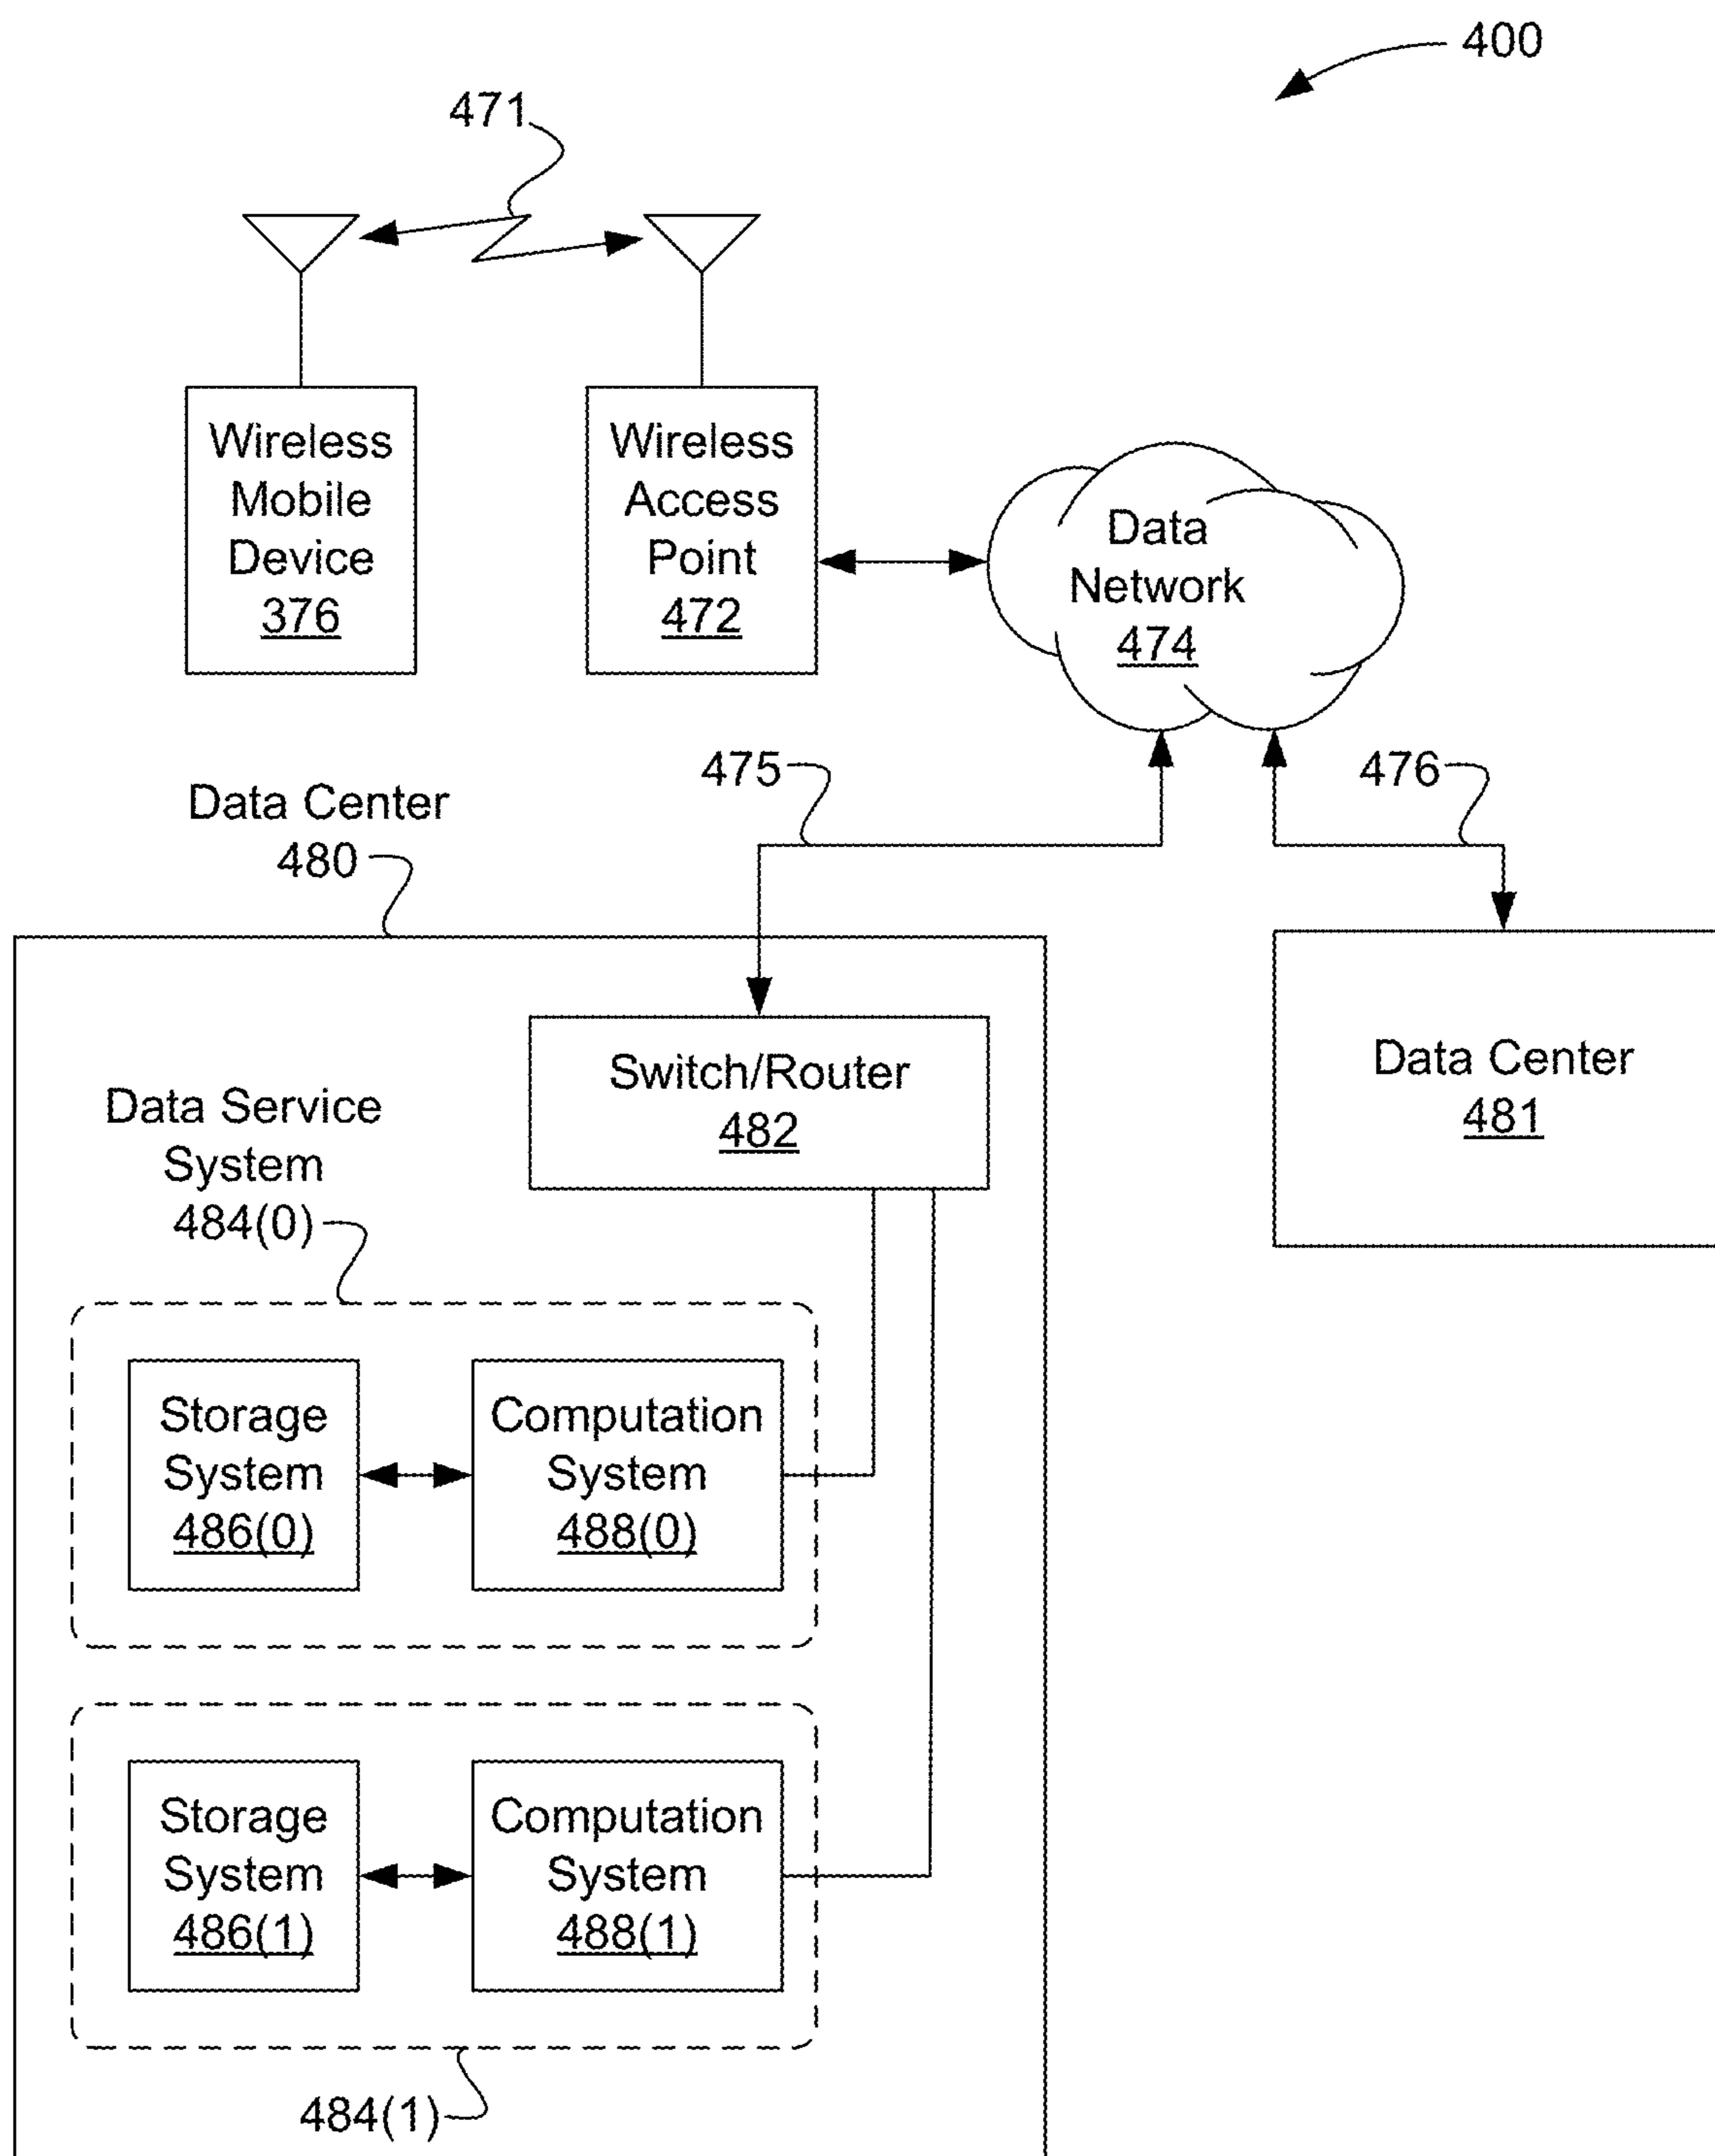 400
471
Wireless
Mobile
Device
376
Wireless
Access
Point
472
Data
Network
474
475
476
Data Center
480
Switch/Router
482
Data Center
481
Data Service
System
484(0)
Storage
System
486(0)
Computation
System
488(0)
Storage
System
486(1)
Computation
System
488(1)
484(1)